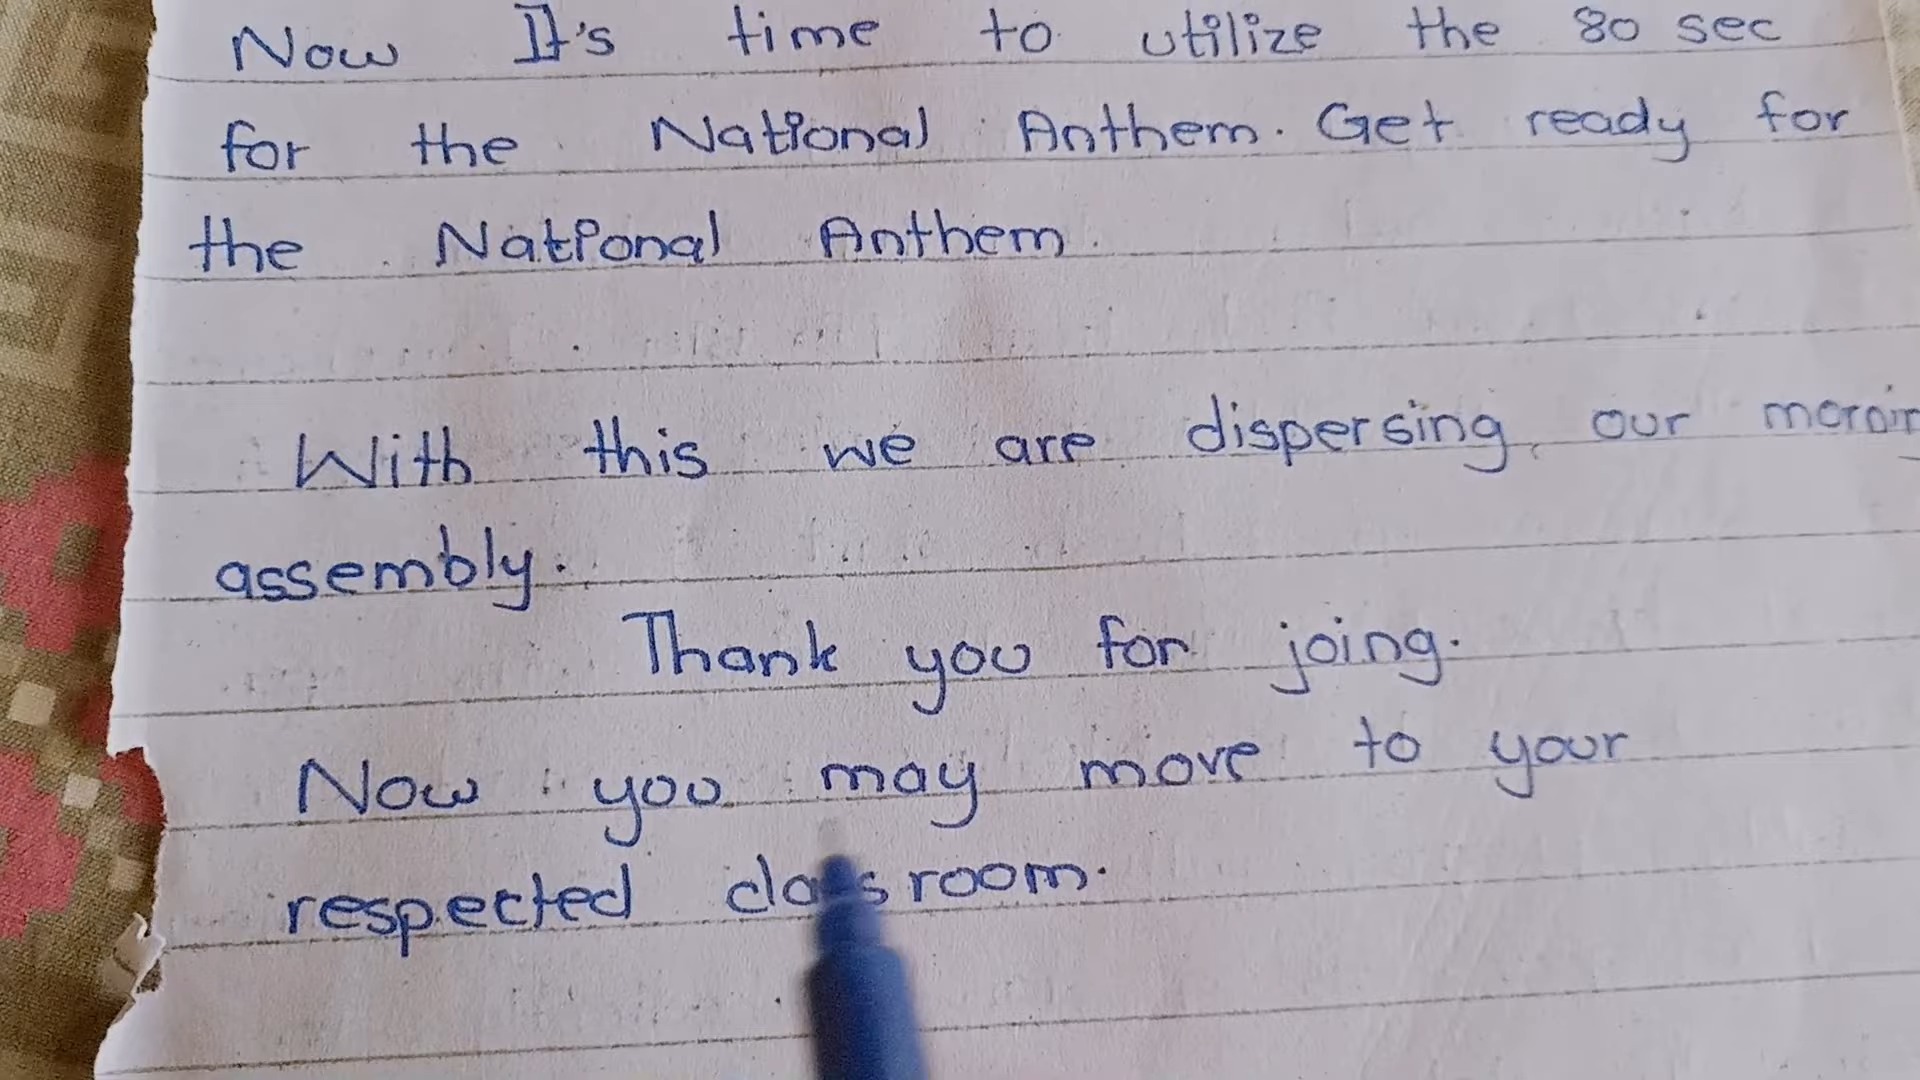 Now It's time to utilize the 80 sec
for the National Anthem. Get ready for
the National Anthem.
With this we are dispersing our
assembly.
Thank you for joing.
Now you may move to your
respected classroom.